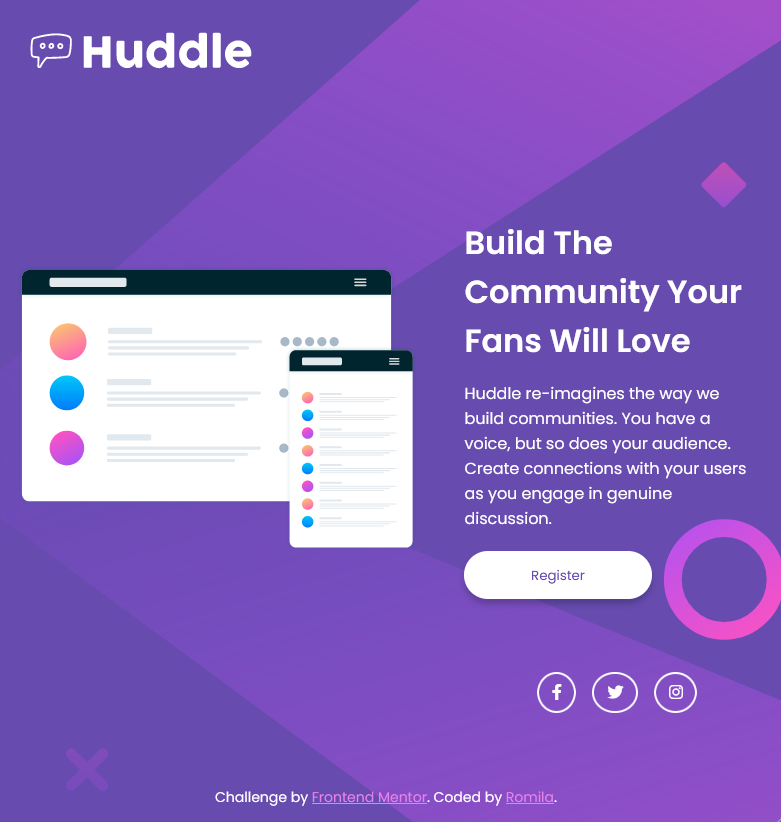 Huddle
Build The
Community Your
Fans Will Love
Huddle re-imagines the way we
build communities. You have a
voice, but so does your audience.
Create connections with your users
as you engage in genuine
discussion.
Register
Challenge by Frontend Mentor. Coded by Romila.